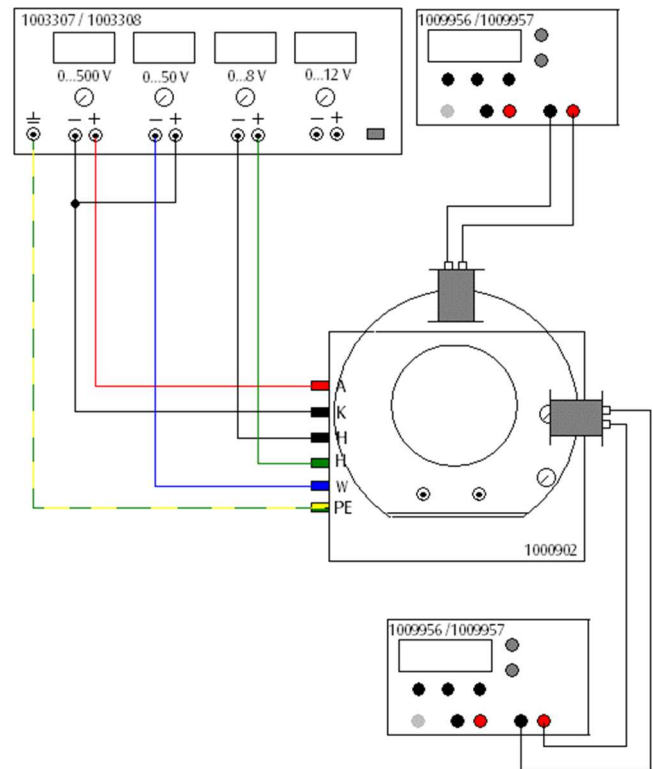 1003307 / 1003308
0...500 V 0...50 V 0...8 V 0...12 V
− + − + − + − +
1009956 /1009957
A
K
H
H
W
PE
1000902
1009956 /1009957